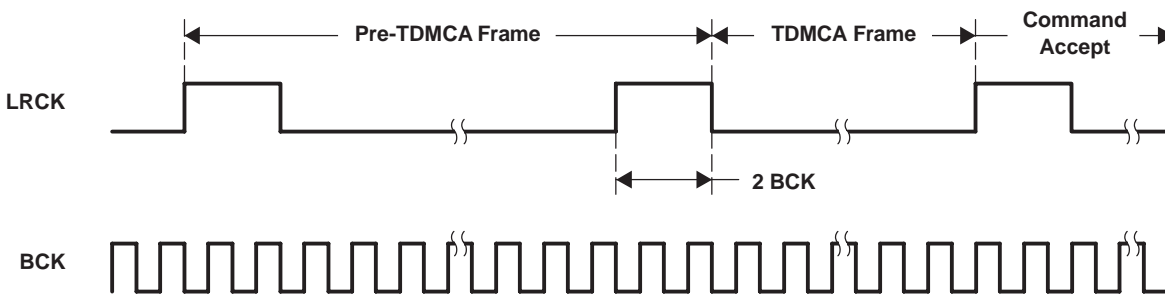 Pre-TDMCA Frame
TDMCA Frame
Command
Accept
LRCK
2 BCK
BCK